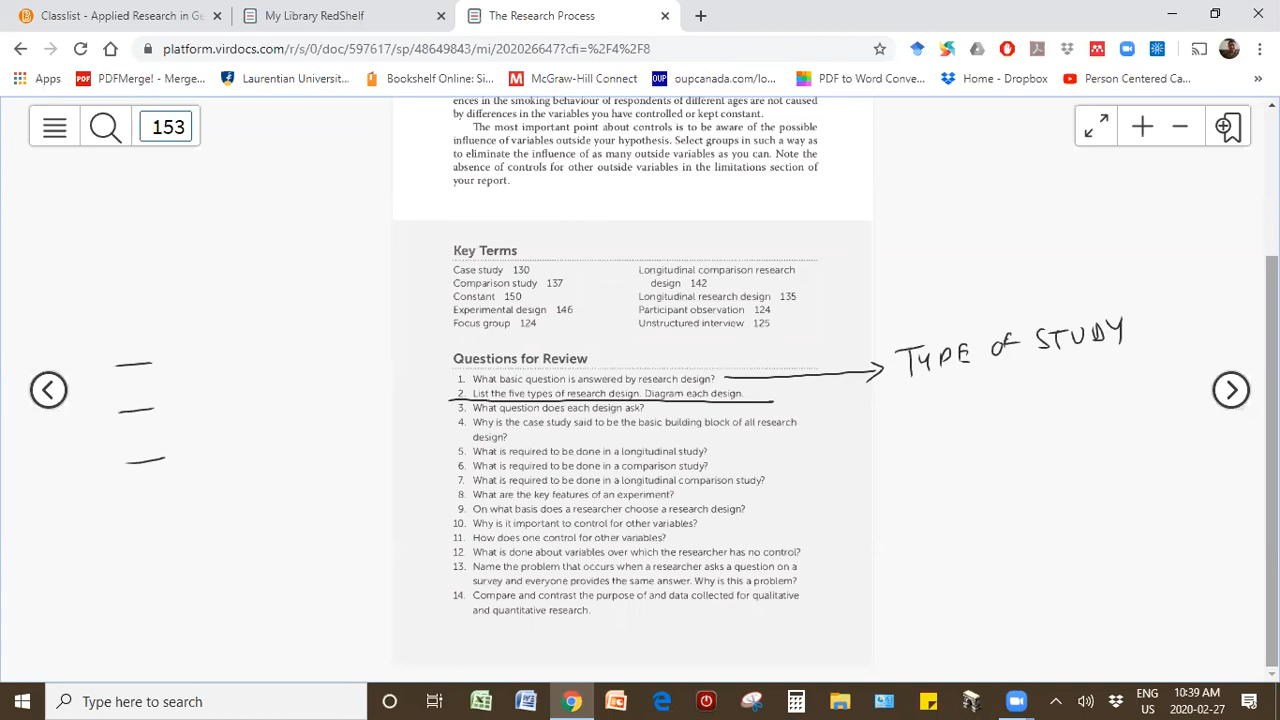 Classlist - Applied Research in Ge
My Library RedShelf
The Research Process
platform.virdocs.com/r/s/0/doc/597617/sp/48649843/mi/202026647?cfi=%2F4%2F8
Apps
PDFMerge! - Merge...
Laurentian Universit...
Bookshelf Online: Si...
McGraw-Hill Connect
oupcanada.com/lo...
PDF to Word Conve...
Home - Dropbox
Person Centered Ca...
153
ences in the smoking behaviour of respondents of different ages are not caused
by differences in the variables you have controlled or kept constant.
The most important point about controls is to be aware of the possible
influence of variables outside your hypothesis. Select groups in such a way as
to eliminate the influence of as many outside variables as you can. Note the
absence of controls for other outside variables in the limitations section of
your report.
Key Terms
Case study 130
Comparison study 137
Constant 150
Experimental design 146
Focus group 124
Longitudinal comparison research
design 142
Longitudinal research design 135
Participant observation 124
Unstructured interview 125
Questions for Review
1. What basic question is answered by research design?
TYPE OF STUDY
2. List the five types of research design. Diagram each design.
3. What question does each design ask?
4. Why is the case study said to be the basic building block of all research
design?
5. What is required to be done in a longitudinal study?
6. What is required to be done in a comparison study?
7. What is required to be done in a longitudinal comparison study?
8. What are the key features of an experiment?
9. On what basis does a researcher choose a research design?
10. Why is it important to control for other variables?
11. How does one control for other variables?
12. What is done about variables over which the researcher has no control?
13. Name the problem that occurs when a researcher asks a question on a
survey and everyone provides the same answer. Why is this a problem?
14. Compare and contrast the purpose of and data collected for qualitative
and quantitative research.
Type here to search
ENG
US
10:39 AM
2020-02-27